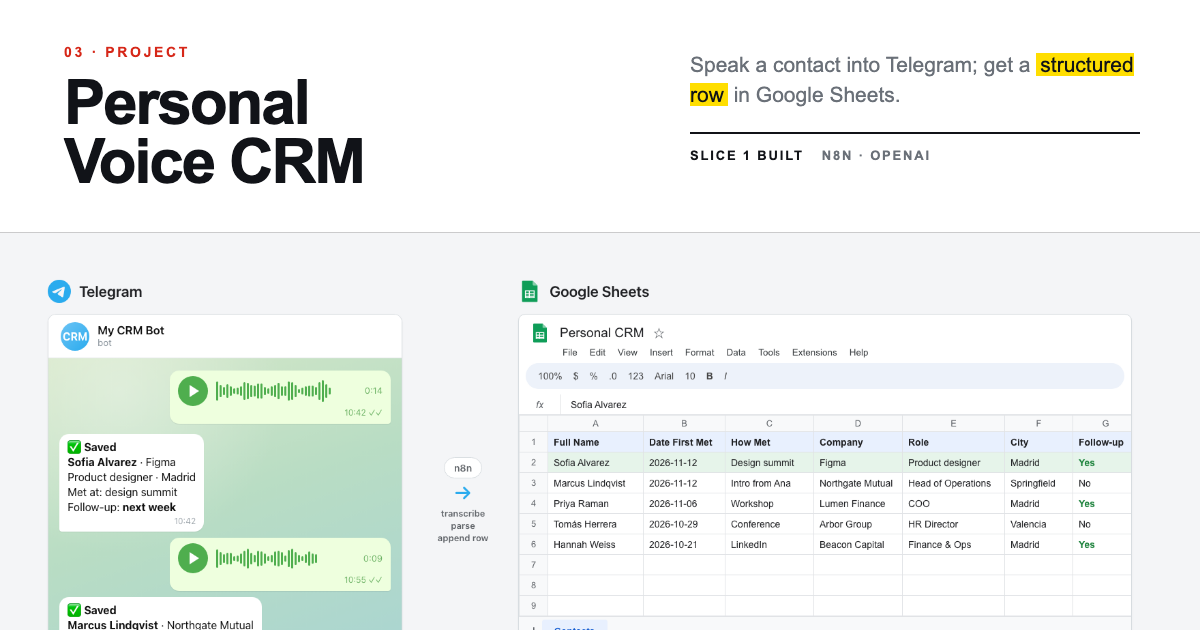 03 · PROJECT
Personal
Voice CRM
Speak a contact into Telegram; get a structured
row in Google Sheets.
SLICE 1 BUILT N8N · OPENAI
Telegram
CRM
My CRM Bot
bot
0:14
10:42 ✓✓
✅ Saved
Sofia Alvarez · Figma
Product designer · Madrid
Met at: design summit
Follow-up: next week
10:42
0:09
10:55 ✓✓
✅ Saved
Marcus Lindqvist · Northgate Mutual
n8n
→
transcribe
parse
append row
Google Sheets
Personal CRM ☆
File Edit View Insert Format Data Tools Extensions Help
100% $ % .0 123 Arial 10 B I
fx Sofia Alvarez
A B C D E F G
1 Full Name Date First Met How Met Company Role City Follow-up
2 Sofia Alvarez 2026-11-12 Design summit Figma Product designer Madrid Yes
3 Marcus Lindqvist 2026-11-12 Intro from Ana Northgate Mutual Head of Operations Springfield No
4 Priya Raman 2026-11-06 Workshop Lumen Finance COO Madrid Yes
5 Tomás Herrera 2026-10-29 Conference Arbor Group HR Director Valencia No
6 Hannah Weiss 2026-10-21 LinkedIn Beacon Capital Finance & Ops Madrid Yes
7
8
9
+ Contacts